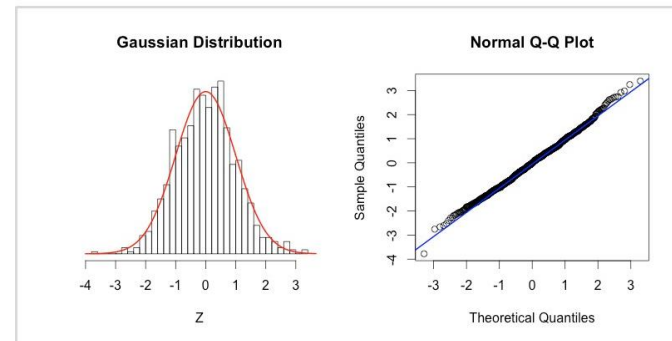 Gaussian Distribution
-4 -3 -2 -1 0 1 2 3
Z
Normal Q-Q Plot
Sample Quantiles
3
2
1
0
-1
-2
-3
-4
-3 -2 -1 0 1 2 3
Theoretical Quantiles